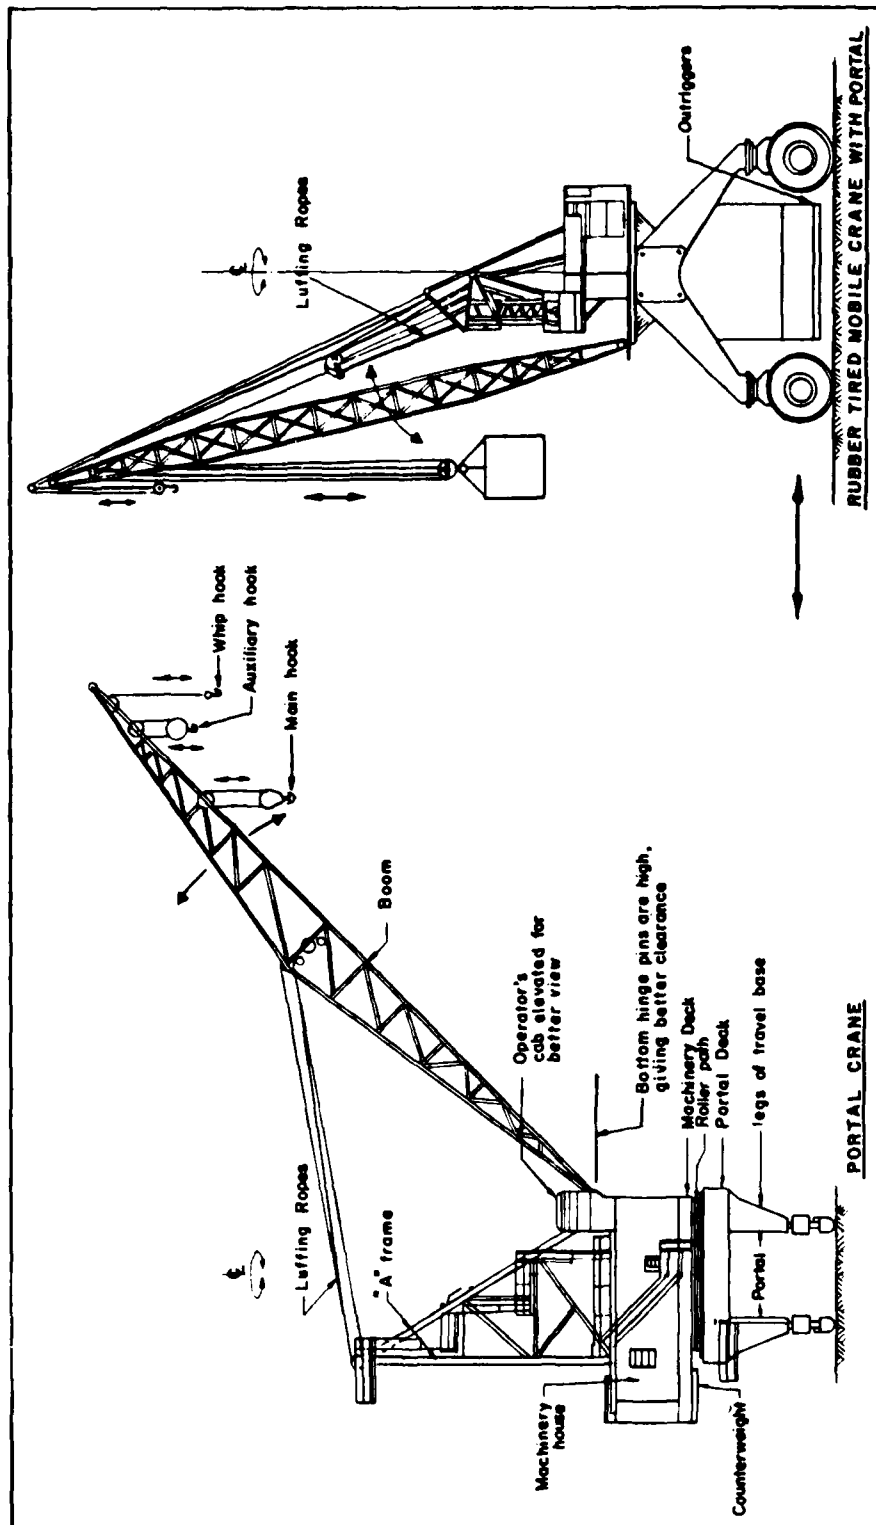 ℄
Luffing Ropes
"A" frame
Machinery
house
Counterweight
Portal
Boom
Operator's
cab elevated for
better view
Bottom hinge pins are high,
giving better clearance
Machinery Deck
Roller path
Portal Deck
legs of travel base
Whip hook
Auxiliary hook
Main hook
PORTAL CRANE
℄
Luffing Ropes
Outriggers
RUBBER TIRED MOBILE CRANE WITH PORTAL